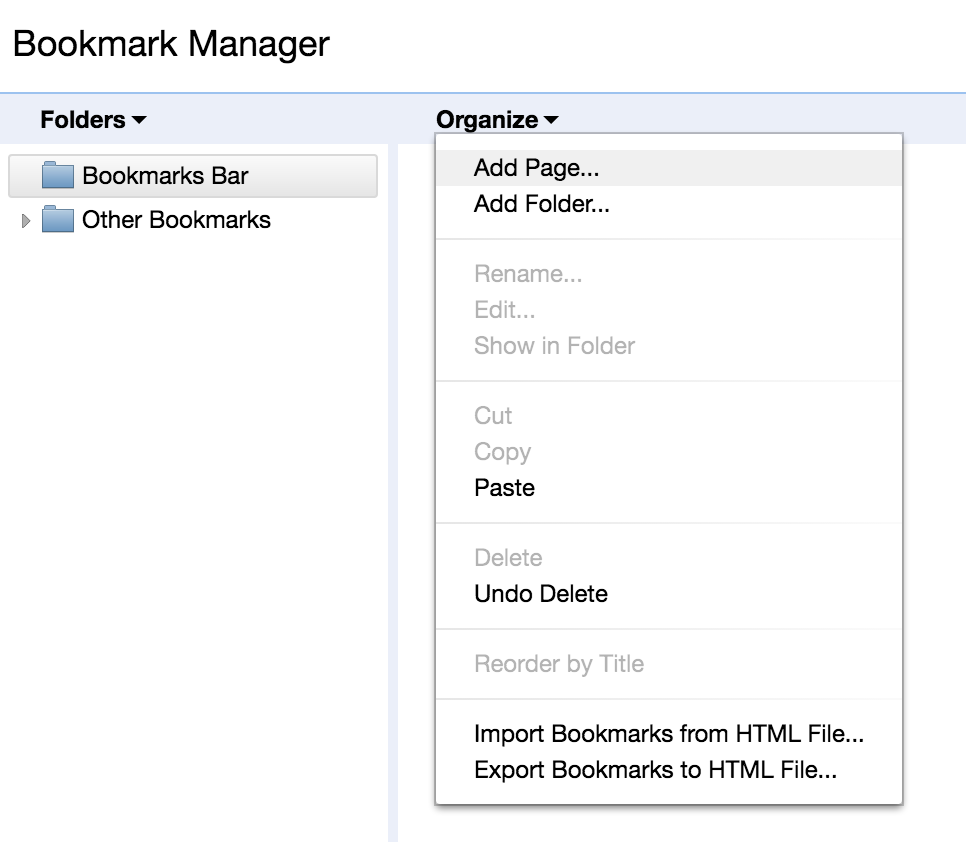 Bookmark Manager
Folders
Organize
Bookmarks Bar
Other Bookmarks
Add Page...
Add Folder...
Rename...
Edit...
Show in Folder
Cut
Copy
Paste
Delete
Undo Delete
Reorder by Title
Import Bookmarks from HTML File...
Export Bookmarks to HTML File...